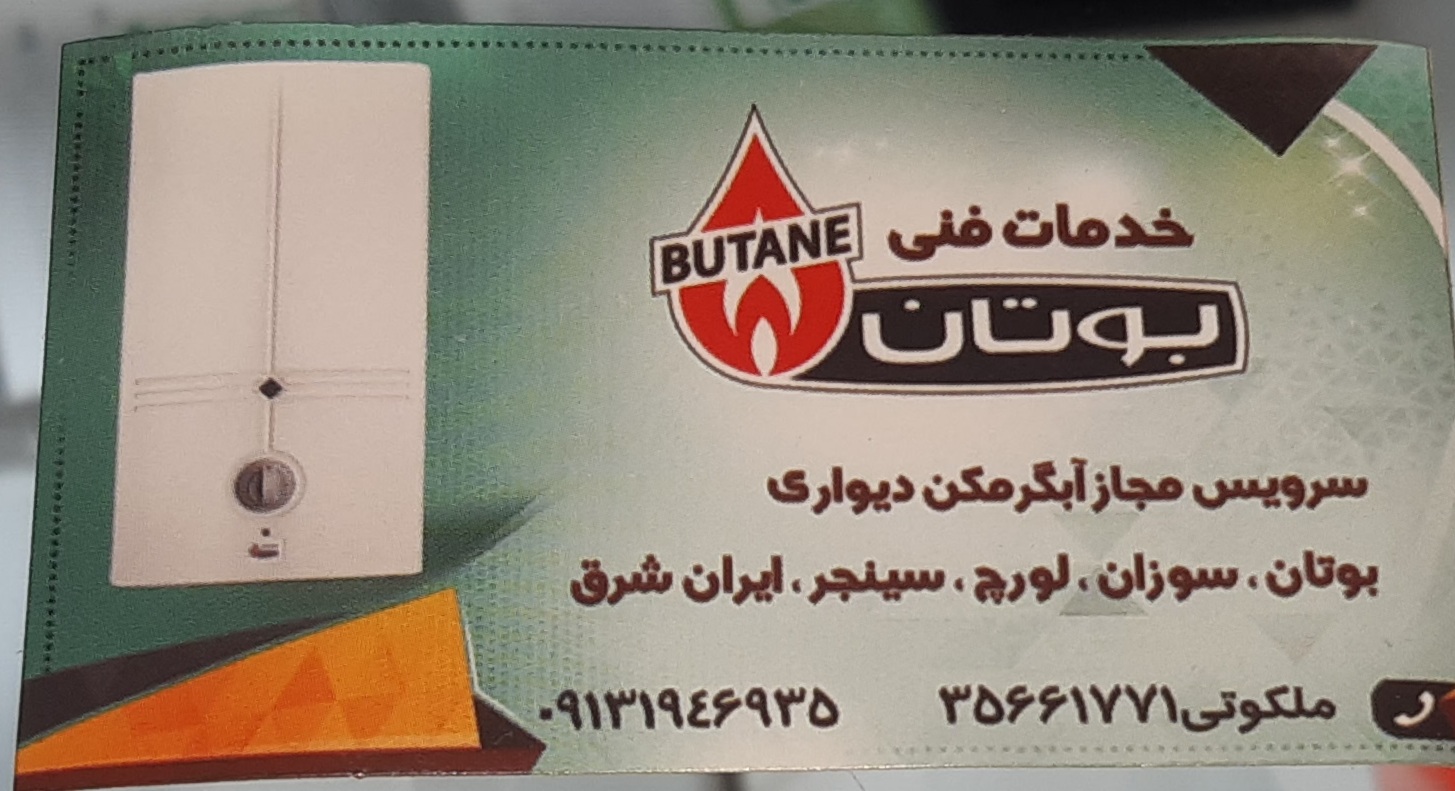 خدمات فنی
BUTANE
بوتان
سرویس مجاز آبگرمکن دیواری
بوتان، سوزان، لورچ، سینجر، ایران شرق
ملکوتی ۳۵۶۶۱۷۷۱ ۰۹۱۳۱۹۴۶۹۳۵